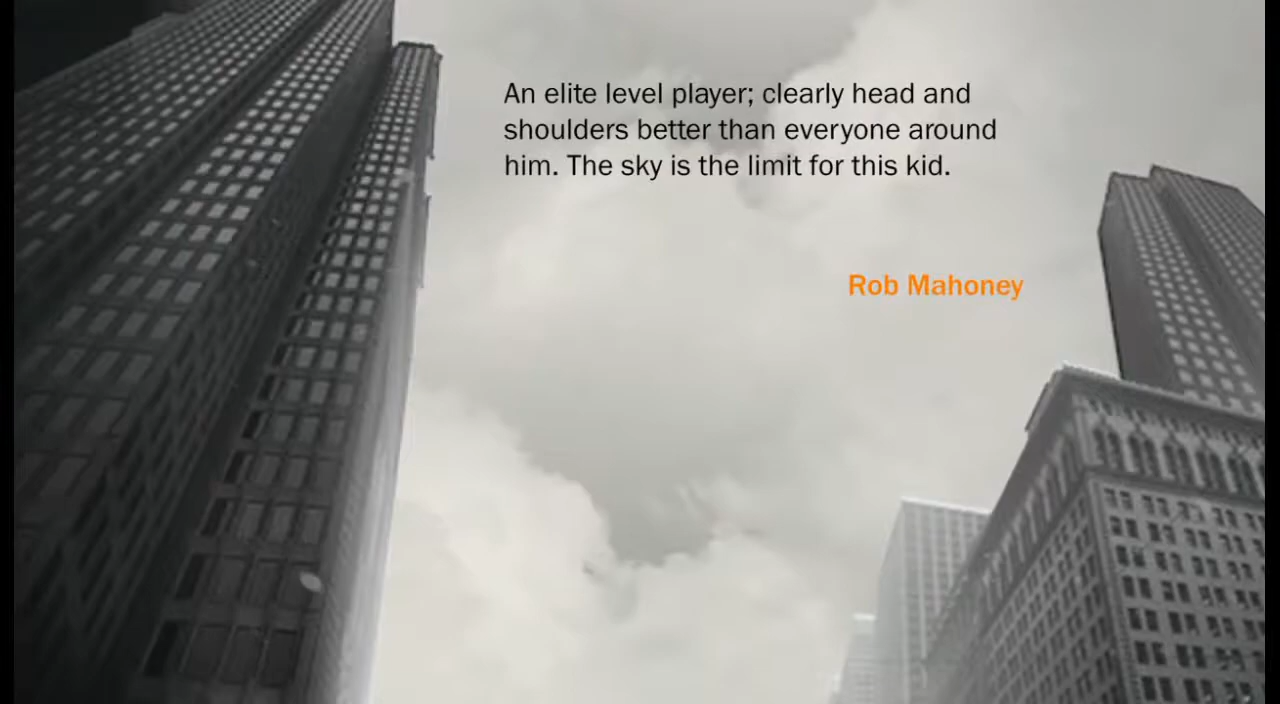 An elite level player; clearly head and
shoulders better than everyone around
him. The sky is the limit for this kid.
Rob Mahoney